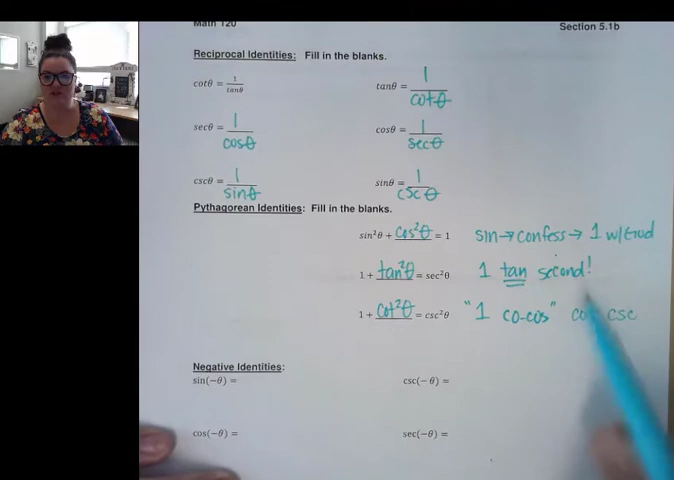 Math 120 Section 5.1b
Reciprocal Identities: Fill in the blanks.
cotθ = 1/tanθ tanθ = 1/cotθ
secθ = 1/cosθ cosθ = 1/secθ
cscθ = 1/sinθ sinθ = 1/cscθ
Pythagorean Identities: Fill in the blanks.
sin²θ + cos²θ = 1 sin→confess→ 1 w/God
1 + tan²θ = sec²θ 1 tan second!
1 + cot²θ = csc²θ "1 co-cos" csc
Negative Identities:
sin(−θ) = csc(−θ) =
cos(−θ) = sec(−θ) =